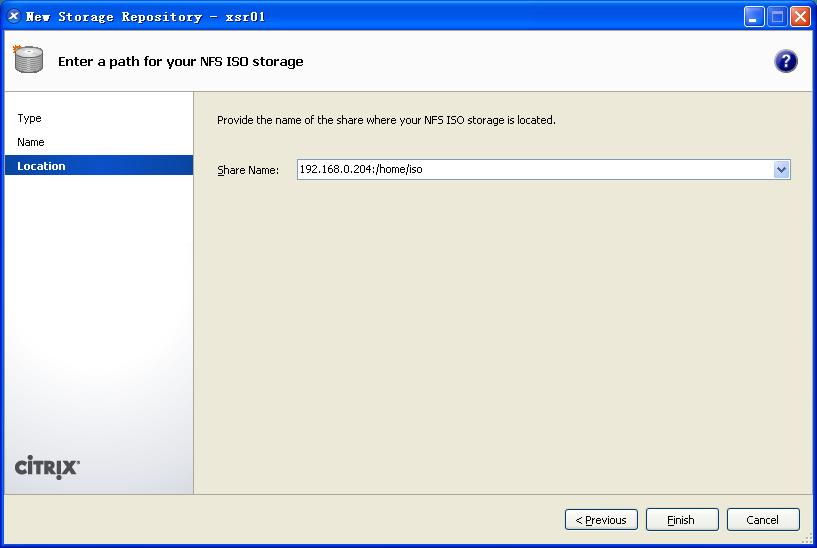 New Storage Repository - xsr01
Enter a path for your NFS ISO storage
?
Type
Name
Location
Provide the name of the share where your NFS ISO storage is located.
Share Name: 192.168.0.204:/home/iso
CİTRIX®
< Previous Finish Cancel